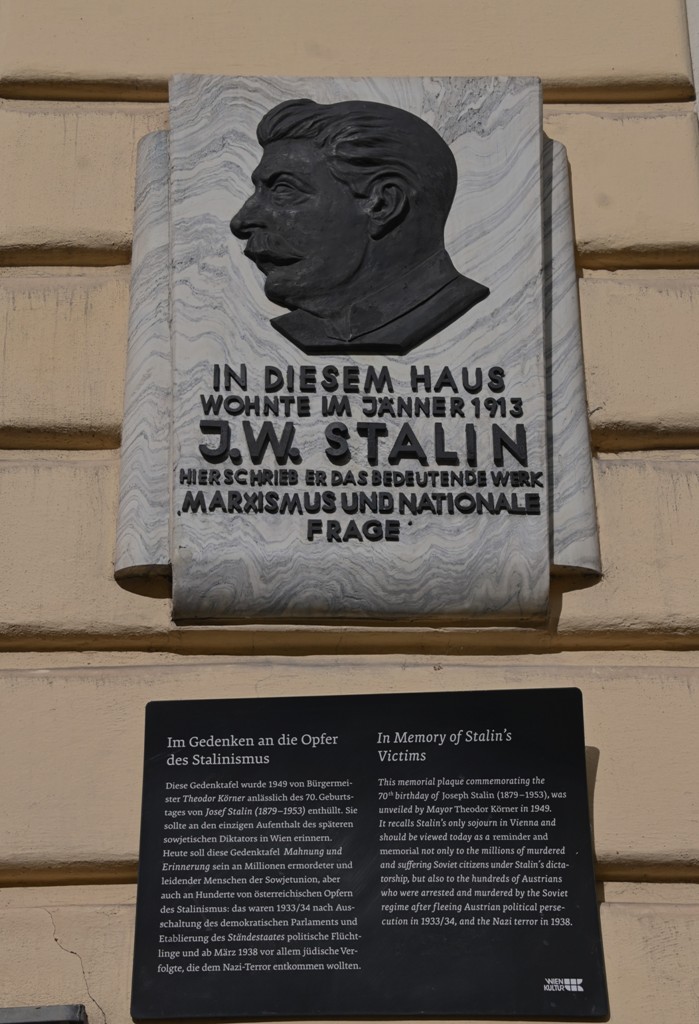 IN DIESEM HAUS
WOHNTE IM JÄNNER 1913
J.W. STALIN
HIER SCHRIEB ER DAS BEDEUTENDE WERK
„MARXISMUS UND NATIONALE
FRAGE“
Im Gedenken an die Opfer
des Stalinismus
Diese Gedenktafel wurde 1949 von Bürgermei-
ster Theodor Körner anlässlich des 70. Geburts-
tages von Josef Stalin (1879–1953) enthüllt. Sie
sollte an den einzigen Aufenthalt des späteren
sowjetischen Diktators in Wien erinnern.
Heute soll diese Gedenktafel Mahnung und
Erinnerung sein an Millionen ermordeter und
leidender Menschen der Sowjetunion, aber
auch an Hunderte von österreichischen Opfern
des Stalinismus: das waren 1933/34 nach Aus-
schaltung des demokratischen Parlaments und
Etablierung des Ständestaates politische Flücht-
linge und ab März 1938 vor allem jüdische Ver-
folgte, die dem Nazi-Terror entkommen wollten.
In Memory of Stalin's
Victims
This memorial plaque commemorating the
70th birthday of Joseph Stalin (1879–1953), was
unveiled by Mayor Theodor Körner in 1949.
It recalls Stalin's only sojourn in Vienna and
should be viewed today as a reminder and
memorial not only to the millions of murdered
and suffering Soviet citizens under Stalin's dicta-
torship, but also to the hundreds of Austrians
who were arrested and murdered by the Soviet
regime after fleeing Austrian political perse-
cution in 1933/34, and the Nazi terror in 1938.
WIEN
KULTUR